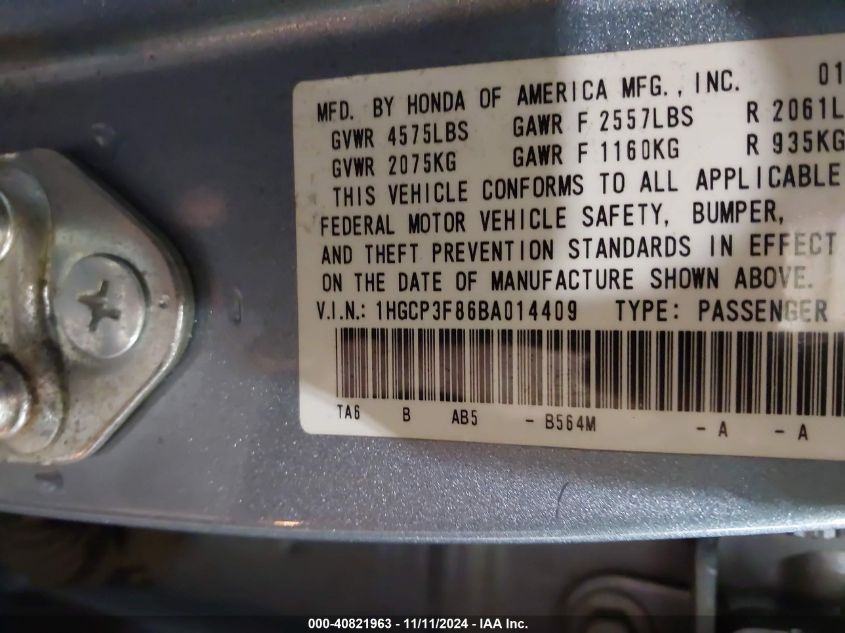 MFD. BY HONDA OF AMERICA MFG., INC. 01
GVWR 4575LBS GAWR F 2557LBS R 2061L
GVWR 2075KG GAWR F 1160KG R 935KG
THIS VEHICLE CONFORMS TO ALL APPLICABLE
FEDERAL MOTOR VEHICLE SAFETY, BUMPER,
AND THEFT PREVENTION STANDARDS IN EFFECT
ON THE DATE OF MANUFACTURE SHOWN ABOVE.
V.I.N.: 1HGCP3F86BA014409 TYPE: PASSENGER
TA6 B AB5 - B564M - A - A
000-40821963 - 11/11/2024 - IAA Inc.